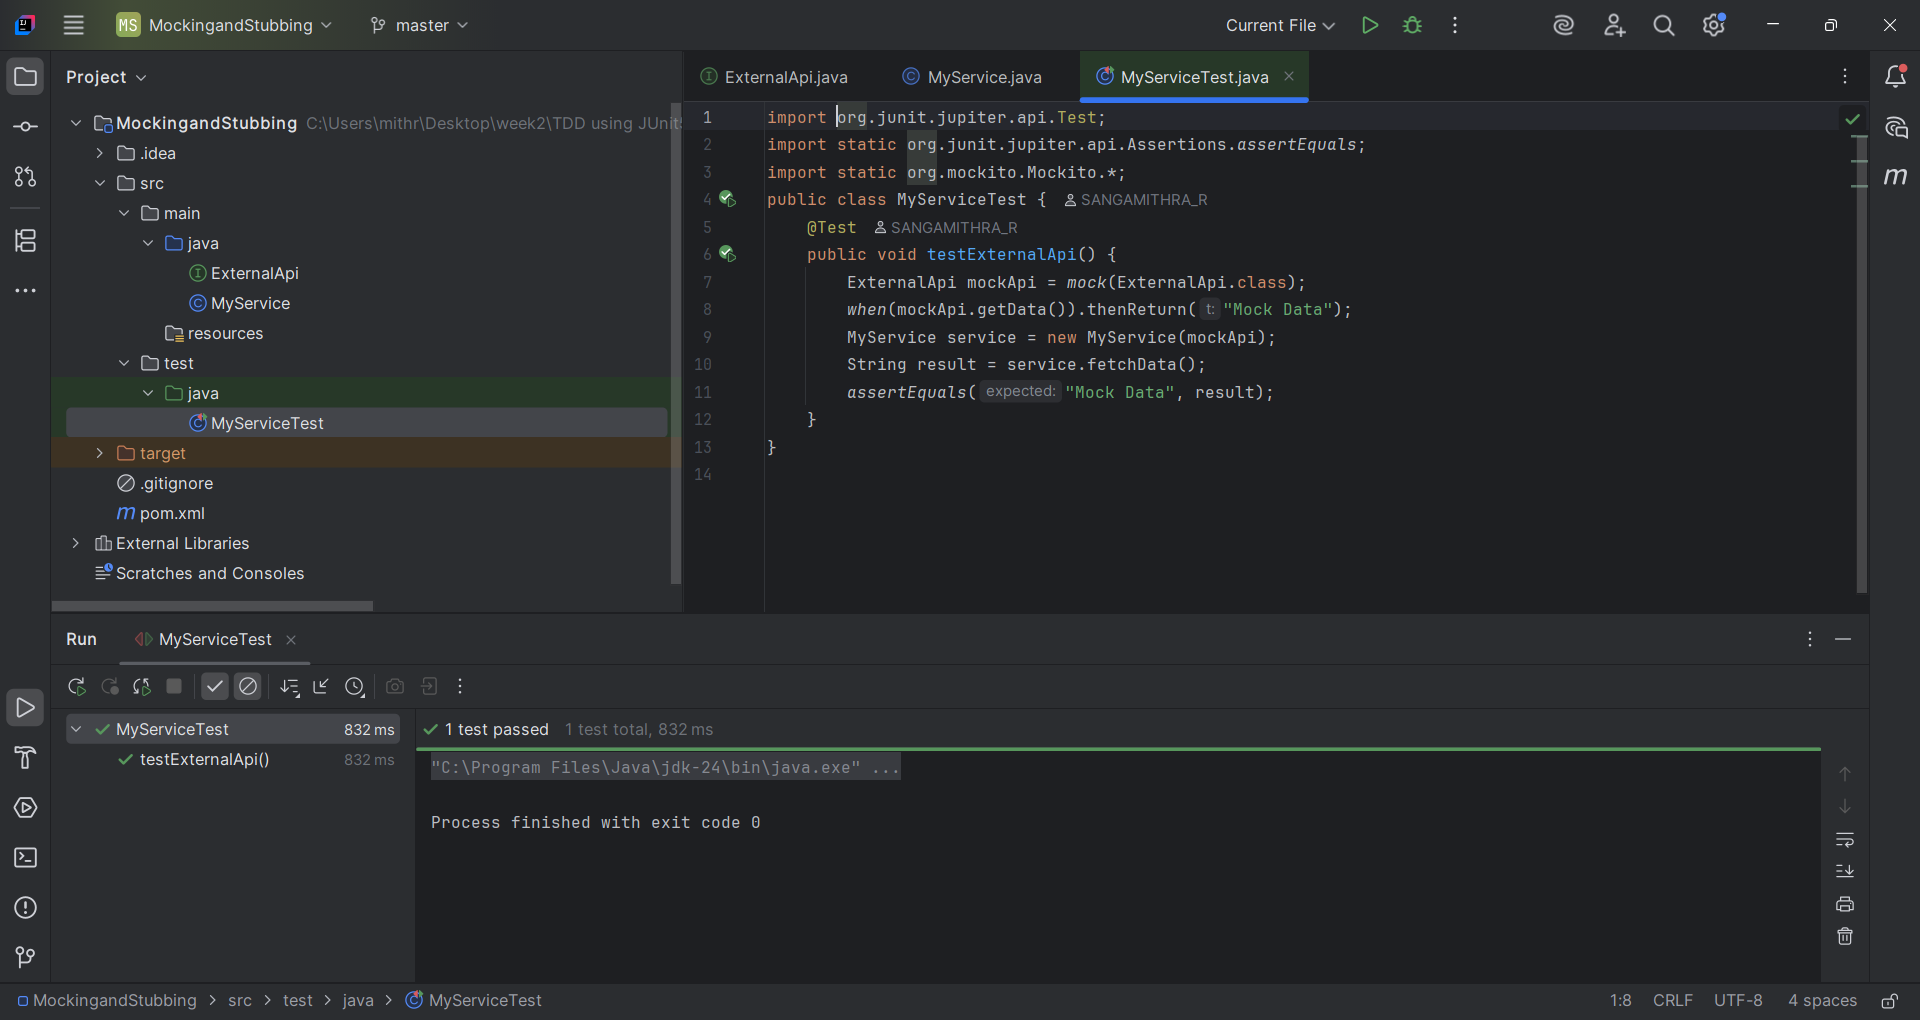 MS MockingandStubbing master Current File
Project
ExternalApi.java MyService.java MyServiceTest.java
MockingandStubbing C:\Users\mithr\Desktop\week2\TDD using JUnit
.idea
src
main
java
ExternalApi
MyService
resources
test
java
MyServiceTest
target
.gitignore
pom.xml
External Libraries
Scratches and Consoles
1 import org.junit.jupiter.api.Test;
2 import static org.junit.jupiter.api.Assertions.assertEquals;
3 import static org.mockito.Mockito.*;
4 public class MyServiceTest { SANGAMITHRA_R
5 @Test SANGAMITHRA_R
6 public void testExternalApi() {
7 ExternalApi mockApi = mock(ExternalApi.class);
8 when(mockApi.getData()).thenReturn( t: "Mock Data");
9 MyService service = new MyService(mockApi);
10 String result = service.fetchData();
11 assertEquals( expected: "Mock Data", result);
12 }
13 }
14
Run MyServiceTest
MyServiceTest 832 ms
testExternalApi() 832 ms
1 test passed 1 test total, 832 ms
"C:\Program Files\Java\jdk-24\bin\java.exe" ...
Process finished with exit code 0
MockingandStubbing > src > test > java > MyServiceTest
1:8 CRLF UTF-8 4 spaces